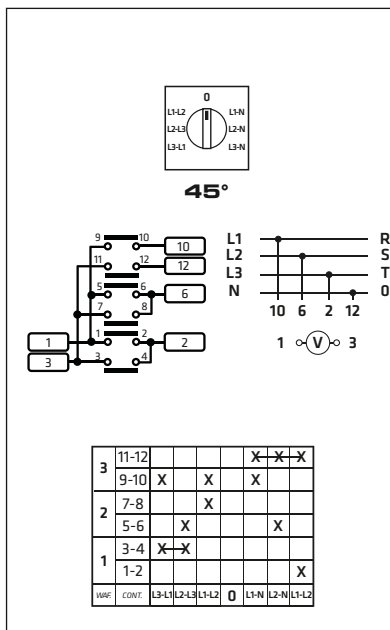 0
L1-L2 L1-N
L2-L3 L2-N
L3-L1 L3-N
45°
9 10 10
11 12 12
5 6 6
7 8
1 1 2 2
3 3 4
L1 R
L2 S
L3 T
N 0
10 6 2 12
1 V 3
3 11-12 X X X
9-10 X X X
2 7-8 X
5-6 X X
1 3-4 X X
1-2 X
WAF. CONT. L3-L1 L2-L3 L1-L2 0 L1-N L2-N L1-L2